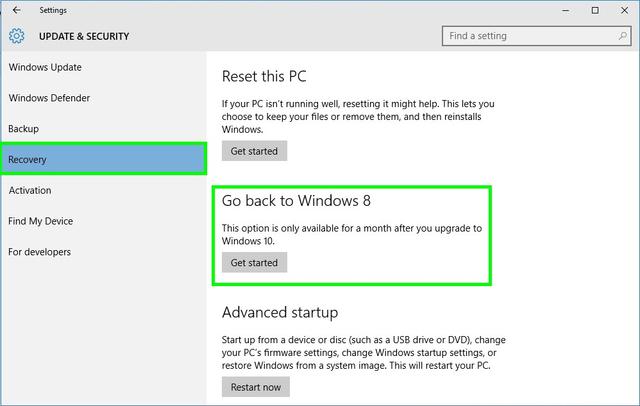 Settings
UPDATE & SECURITY
Find a setting
Windows Update
Windows Defender
Backup
Recovery
Activation
Find My Device
For developers
Reset this PC
If your PC isn't running well, resetting it might help. This lets you
choose to keep your files or remove them, and then reinstalls
Windows.
Get started
Go back to Windows 8
This option is only available for a month after you upgrade to
Windows 10.
Get started
Advanced startup
Start up from a device or disc (such as a USB drive or DVD), change
your PC's firmware settings, change Windows startup settings, or
restore Windows from a system image. This will restart your PC.
Restart now